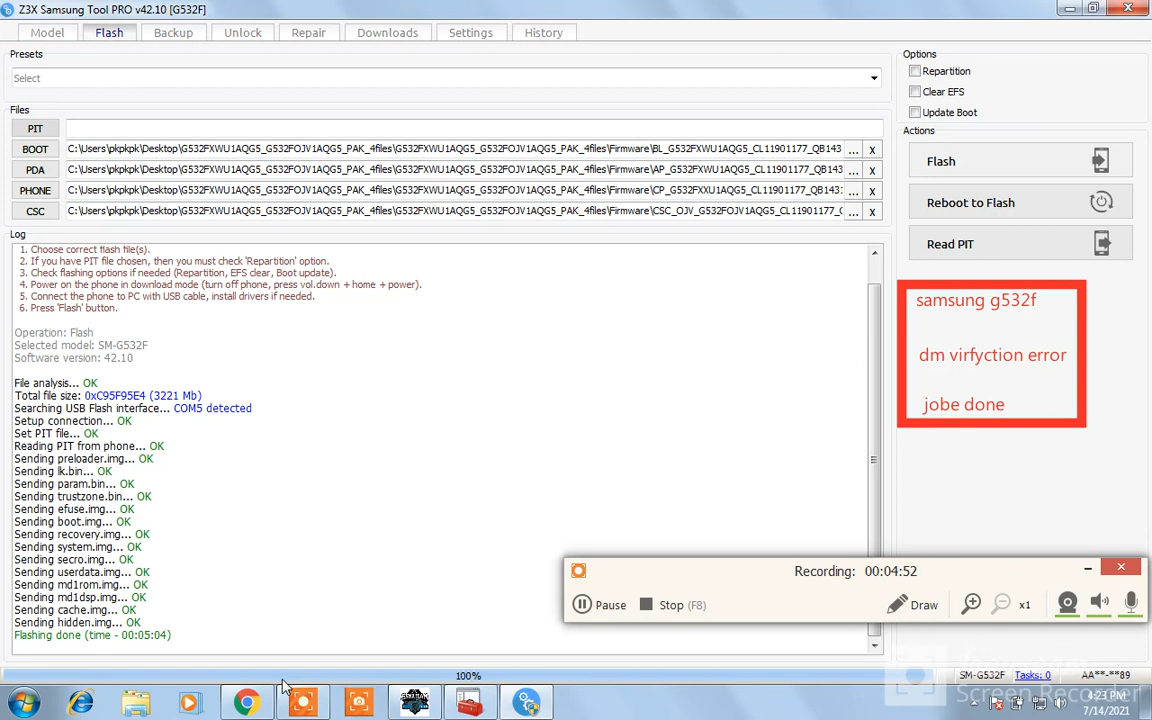 Z3X Samsung Tool PRO v42.10 [G532F]
Model Flash Backup Unlock Repair Downloads Settings History
Presets
Select
Files
PIT
BOOT C:\Users\pkpkpk\Desktop\G532FXWU1AQG5_G532FOJV1AQG5_PAK_4files\G532FXWU1AQG5_G532FOJV1AQG5_PAK_4files\Firmware\BL_G532FXWU1AQG5_CL11901177_QB143 ... x
PDA C:\Users\pkpkpk\Desktop\G532FXWU1AQG5_G532FOJV1AQG5_PAK_4files\G532FXWU1AQG5_G532FOJV1AQG5_PAK_4files\Firmware\AP_G532FXWU1AQG5_CL11901177_QB143 ... x
PHONE C:\Users\pkpkpk\Desktop\G532FXWU1AQG5_G532FOJV1AQG5_PAK_4files\G532FXWU1AQG5_G532FOJV1AQG5_PAK_4files\Firmware\CP_G532FXXU1AQG5_CL11901177_QB1431 ... x
CSC C:\Users\pkpkpk\Desktop\G532FXWU1AQG5_G532FOJV1AQG5_PAK_4files\G532FXWU1AQG5_G532FOJV1AQG5_PAK_4files\Firmware\CSC_OJV_G532FOJV1AQG5_CL11901177_Q ... x
Log
1. Choose correct flash file(s).
2. If you have PIT file chosen, then you must check 'Repartition' option.
3. Check flashing options if needed (Repartition, EFS clear, Boot update).
4. Power on the phone in download mode (turn off phone, press vol.down + home + power).
5. Connect the phone to PC with USB cable, install drivers if needed.
6. Press 'Flash' button.
Operation: Flash
Selected model: SM-G532F
Software version: 42.10
File analysis... OK
Total file size: 0xC95F95E4 (3221 Mb)
Searching USB Flash interface... COM5 detected
Setup connection... OK
Set PIT file... OK
Reading PIT from phone... OK
Sending preloader.img... OK
Sending lk.bin... OK
Sending param.bin... OK
Sending trustzone.bin... OK
Sending efuse.img... OK
Sending boot.img... OK
Sending recovery.img... OK
Sending system.img... OK
Sending secro.img... OK
Sending userdata.img... OK
Sending md1rom.img... OK
Sending md1dsp.img... OK
Sending cache.img... OK
Sending hidden.img... OK
Flashing done (time - 00:05:04)
Options
Repartition
Clear EFS
Update Boot
Actions
Flash
Reboot to Flash
Read PIT
samsung g532f
dm virfyction error
jobe done
Recording: 00:04:52
Pause Stop (F8) Draw x1
100% SM-G532F Tasks: 0 AA**-**89
Screen Recorder
4:23 PM
7/14/2021